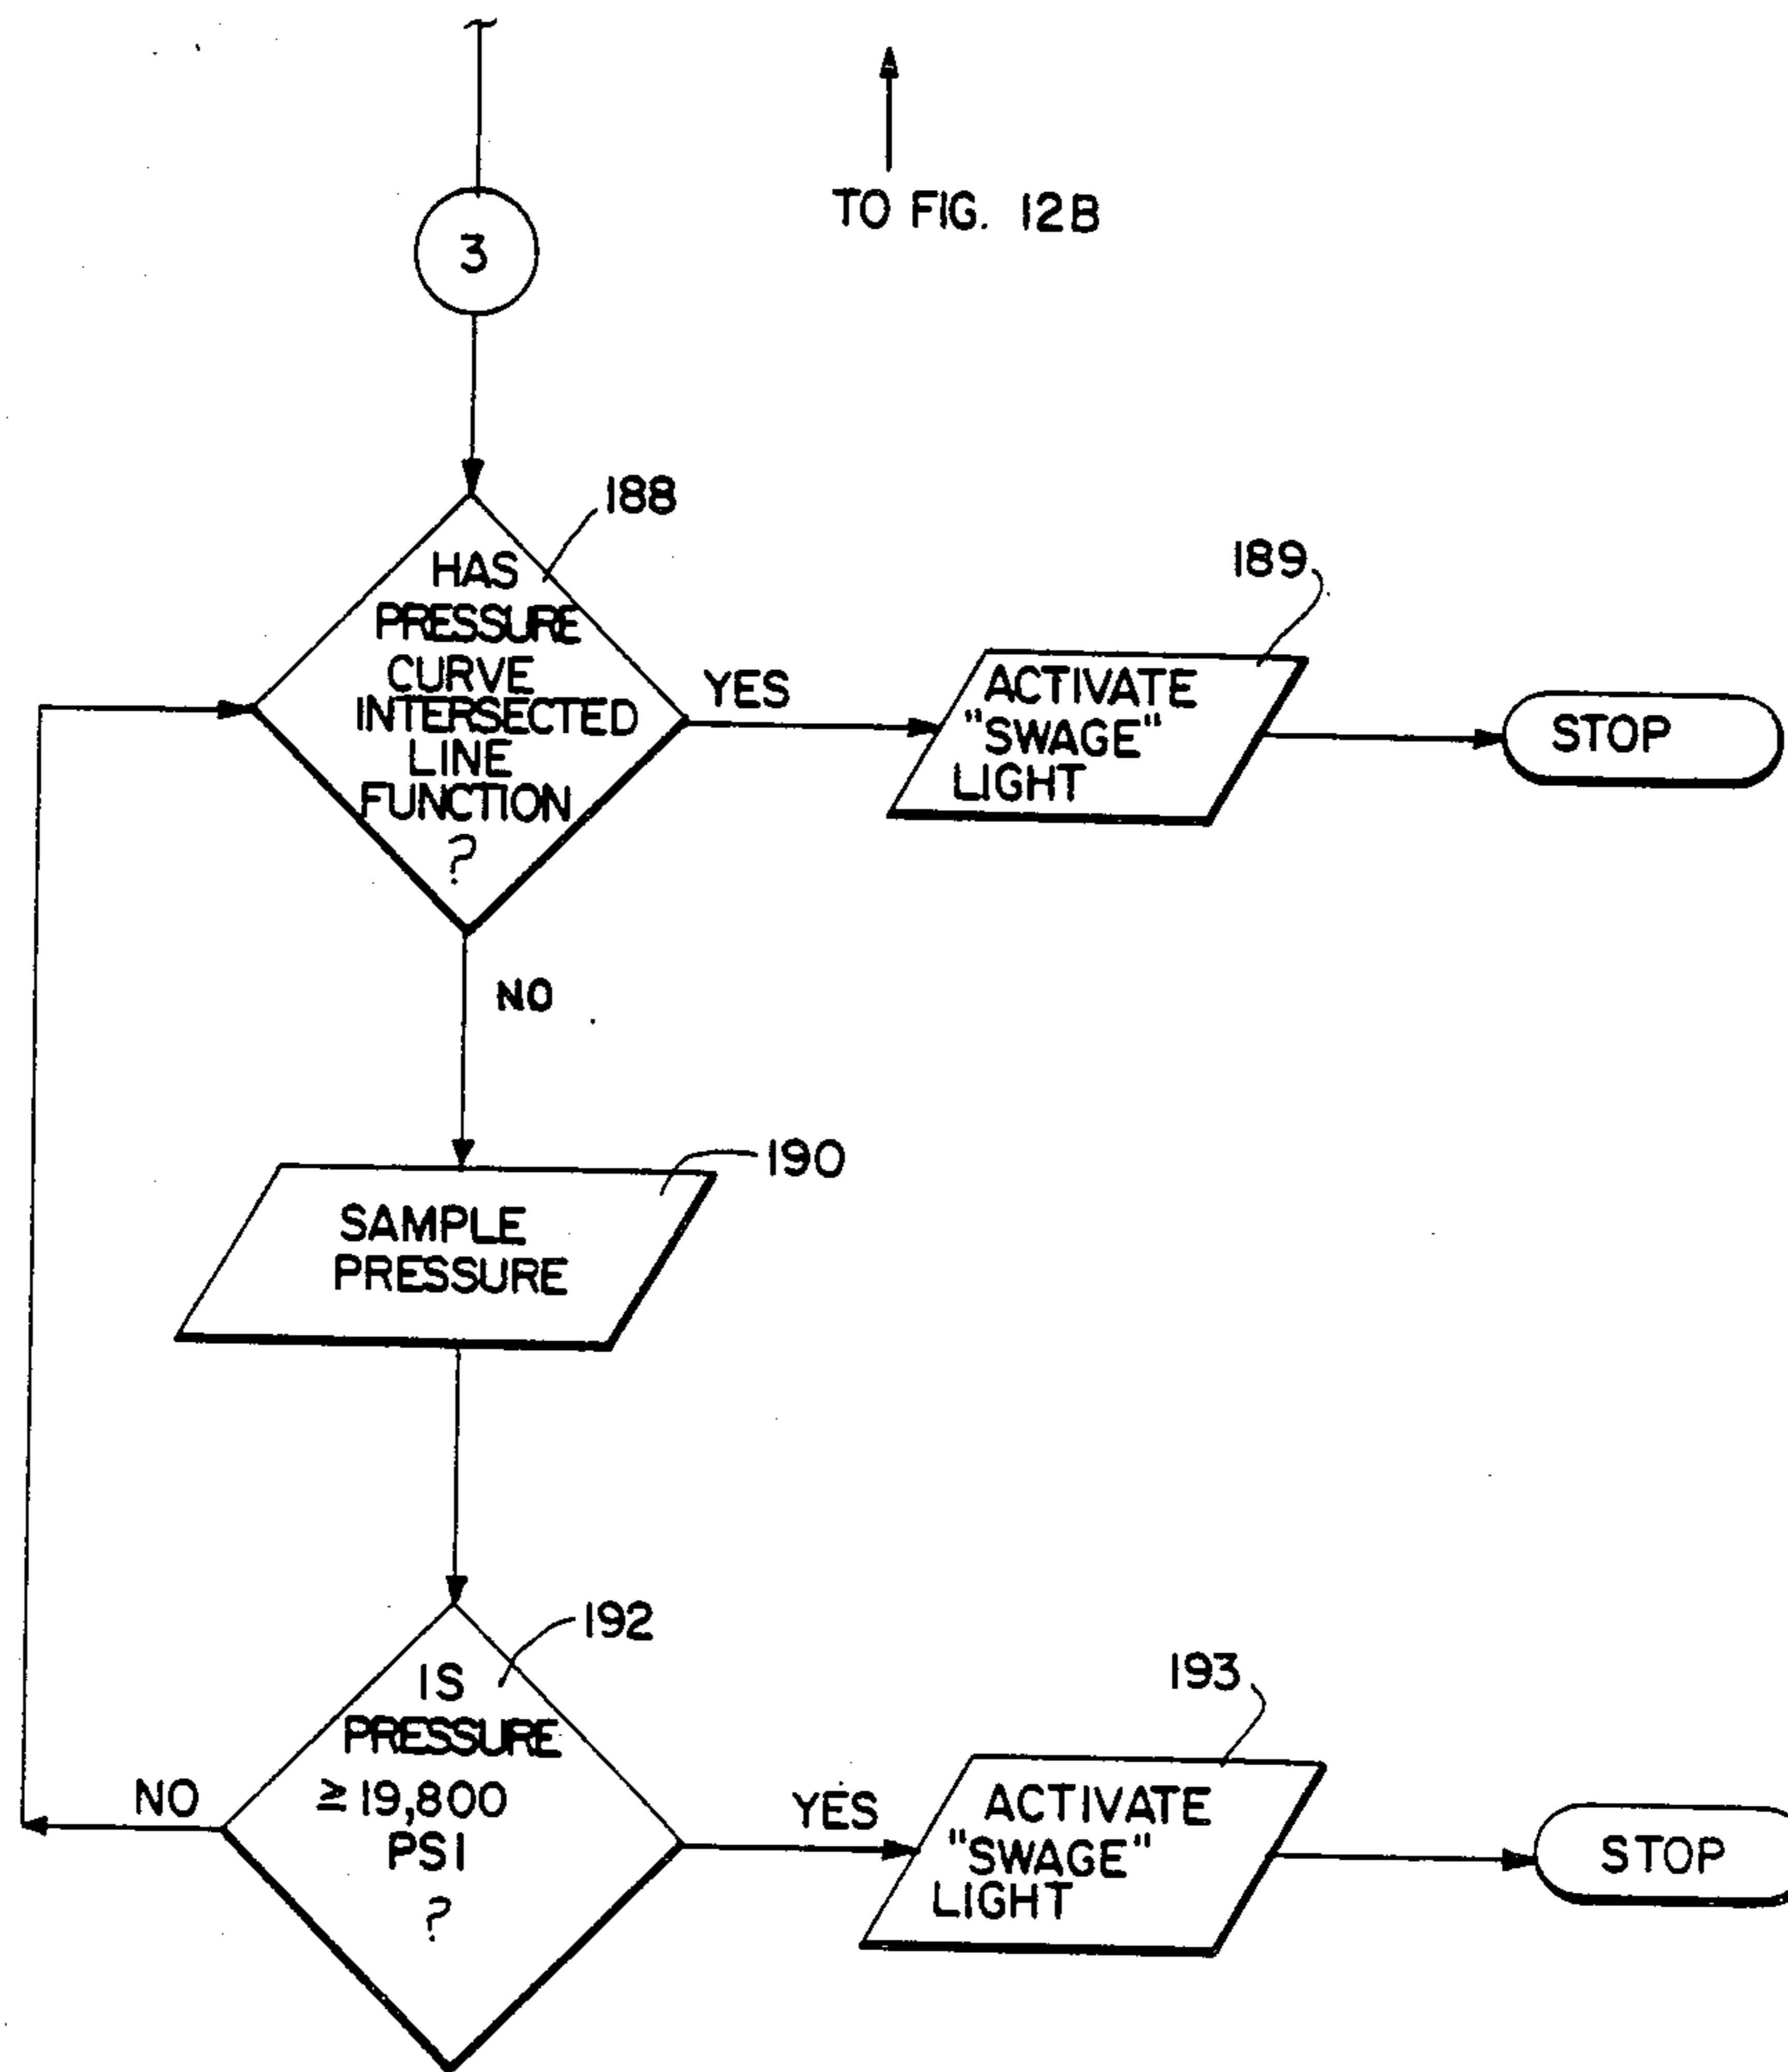 TO FIG. 12B
3
188
HAS
PRESSURE
CURVE
INTERSECTED
LINE
FUNCTION
?
YES
189
ACTIVATE
"SWAGE"
LIGHT
STOP
NO
190
SAMPLE
PRESSURE
192
IS
PRESSURE
≥19,800
PSI
?
NO
YES
193
ACTIVATE
"SWAGE"
LIGHT
STOP